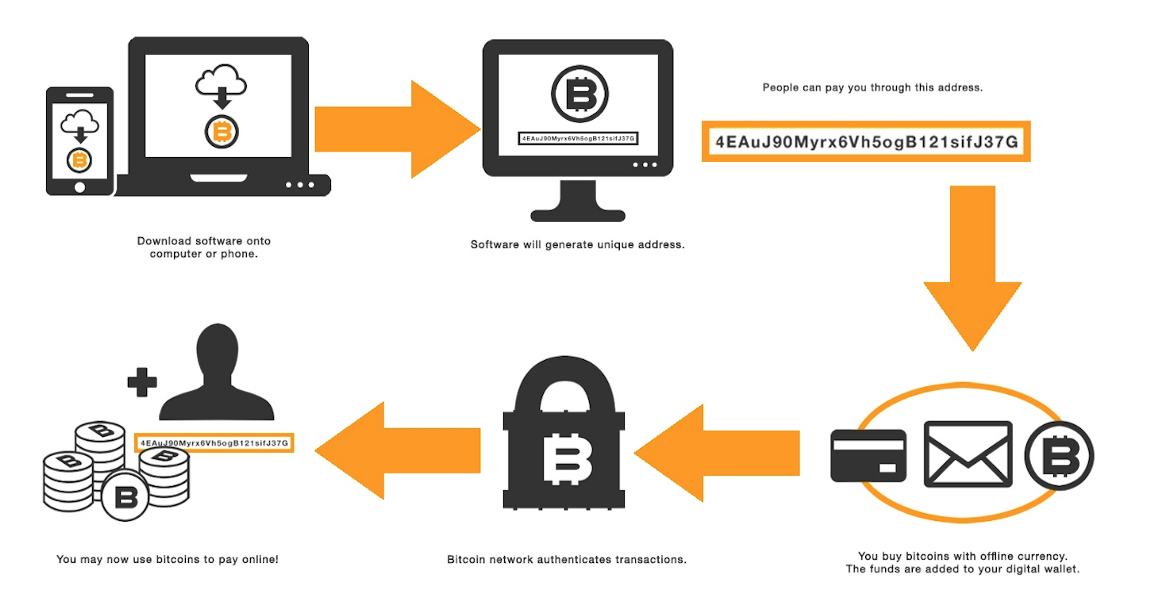 People can pay you through this address.
4EAuJ90Myrx6Vh5ogB121sifJ37G
4EAuJ90Myrx6Vh5ogB121sifJ37G
Download software onto
computer or phone.
Software will generate unique address.
4EAuJ90Myrx6Vh5ogB121sifJ37G
You may now use bitcoins to pay online!
Bitcoin network authenticates transactions.
You buy bitcoins with offline currency.
The funds are added to your digital wallet.